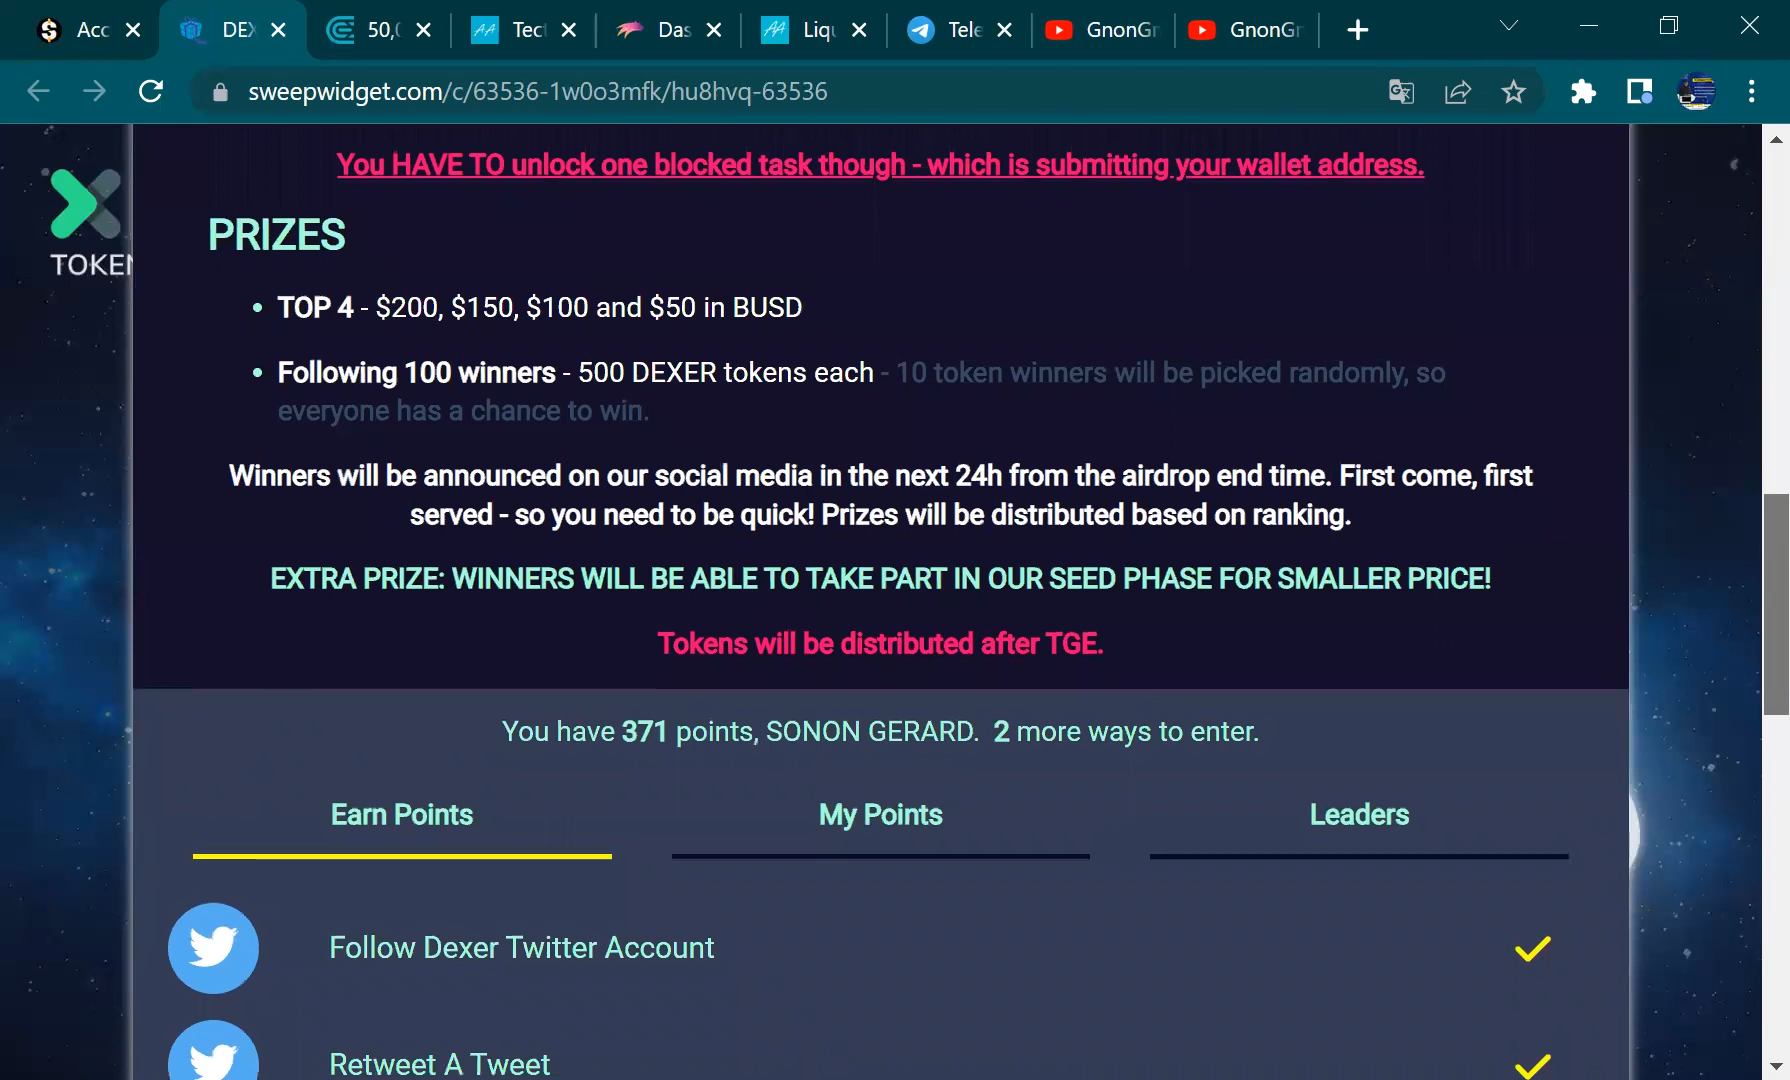 Acc
DEX
50,0
Tect
Das
Liqu
Tele
GnonGr
GnonGr
sweepwidget.com/c/63536-1w0o3mfk/hu8hvq-63536
You HAVE TO unlock one blocked task though - which is submitting your wallet address.
TOKEN
PRIZES
TOP 4 - $200, $150, $100 and $50 in BUSD
Following 100 winners - 500 DEXER tokens each - 10 token winners will be picked randomly, so
everyone has a chance to win.
Winners will be announced on our social media in the next 24h from the airdrop end time. First come, first
served - so you need to be quick! Prizes will be distributed based on ranking.
EXTRA PRIZE: WINNERS WILL BE ABLE TO TAKE PART IN OUR SEED PHASE FOR SMALLER PRICE!
Tokens will be distributed after TGE.
You have 371 points, SONON GERARD. 2 more ways to enter.
Earn Points
My Points
Leaders
Follow Dexer Twitter Account
Retweet A Tweet